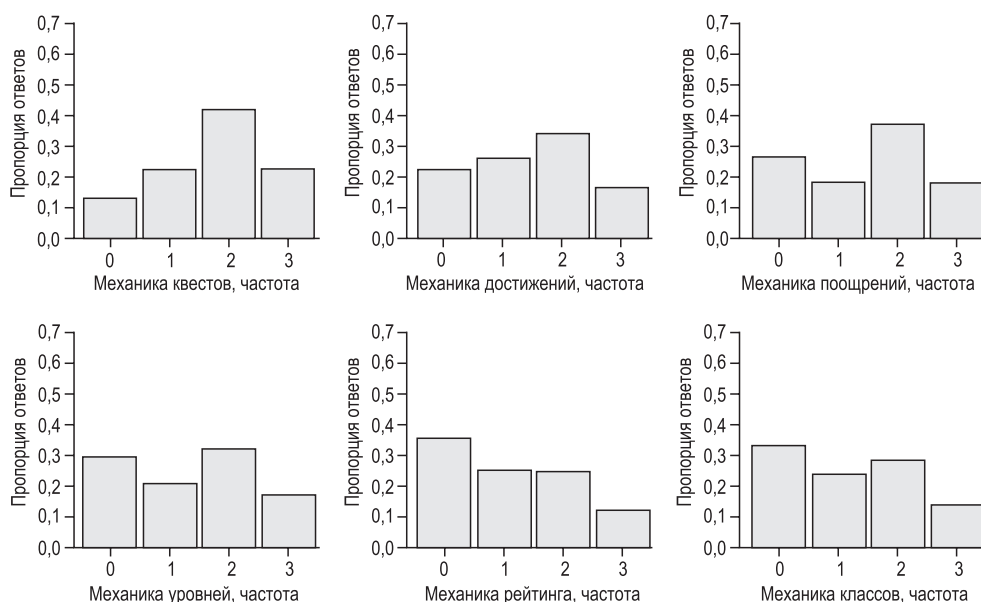 0,7
0,6
0,5
0,4
0,3
0,2
0,1
0,0
Пропорция ответов
0 1 2 3
Механика квестов, частота
0,7
0,6
0,5
0,4
0,3
0,2
0,1
0,0
Пропорция ответов
0 1 2 3
Механика достижений, частота
0,7
0,6
0,5
0,4
0,3
0,2
0,1
0,0
Пропорция ответов
0 1 2 3
Механика поощрений, частота
0,7
0,6
0,5
0,4
0,3
0,2
0,1
0,0
Пропорция ответов
0 1 2 3
Механика уровней, частота
0,7
0,6
0,5
0,4
0,3
0,2
0,1
0,0
Пропорция ответов
0 1 2 3
Механика рейтинга, частота
0,7
0,6
0,5
0,4
0,3
0,2
0,1
0,0
Пропорция ответов
0 1 2 3
Механика классов, частота